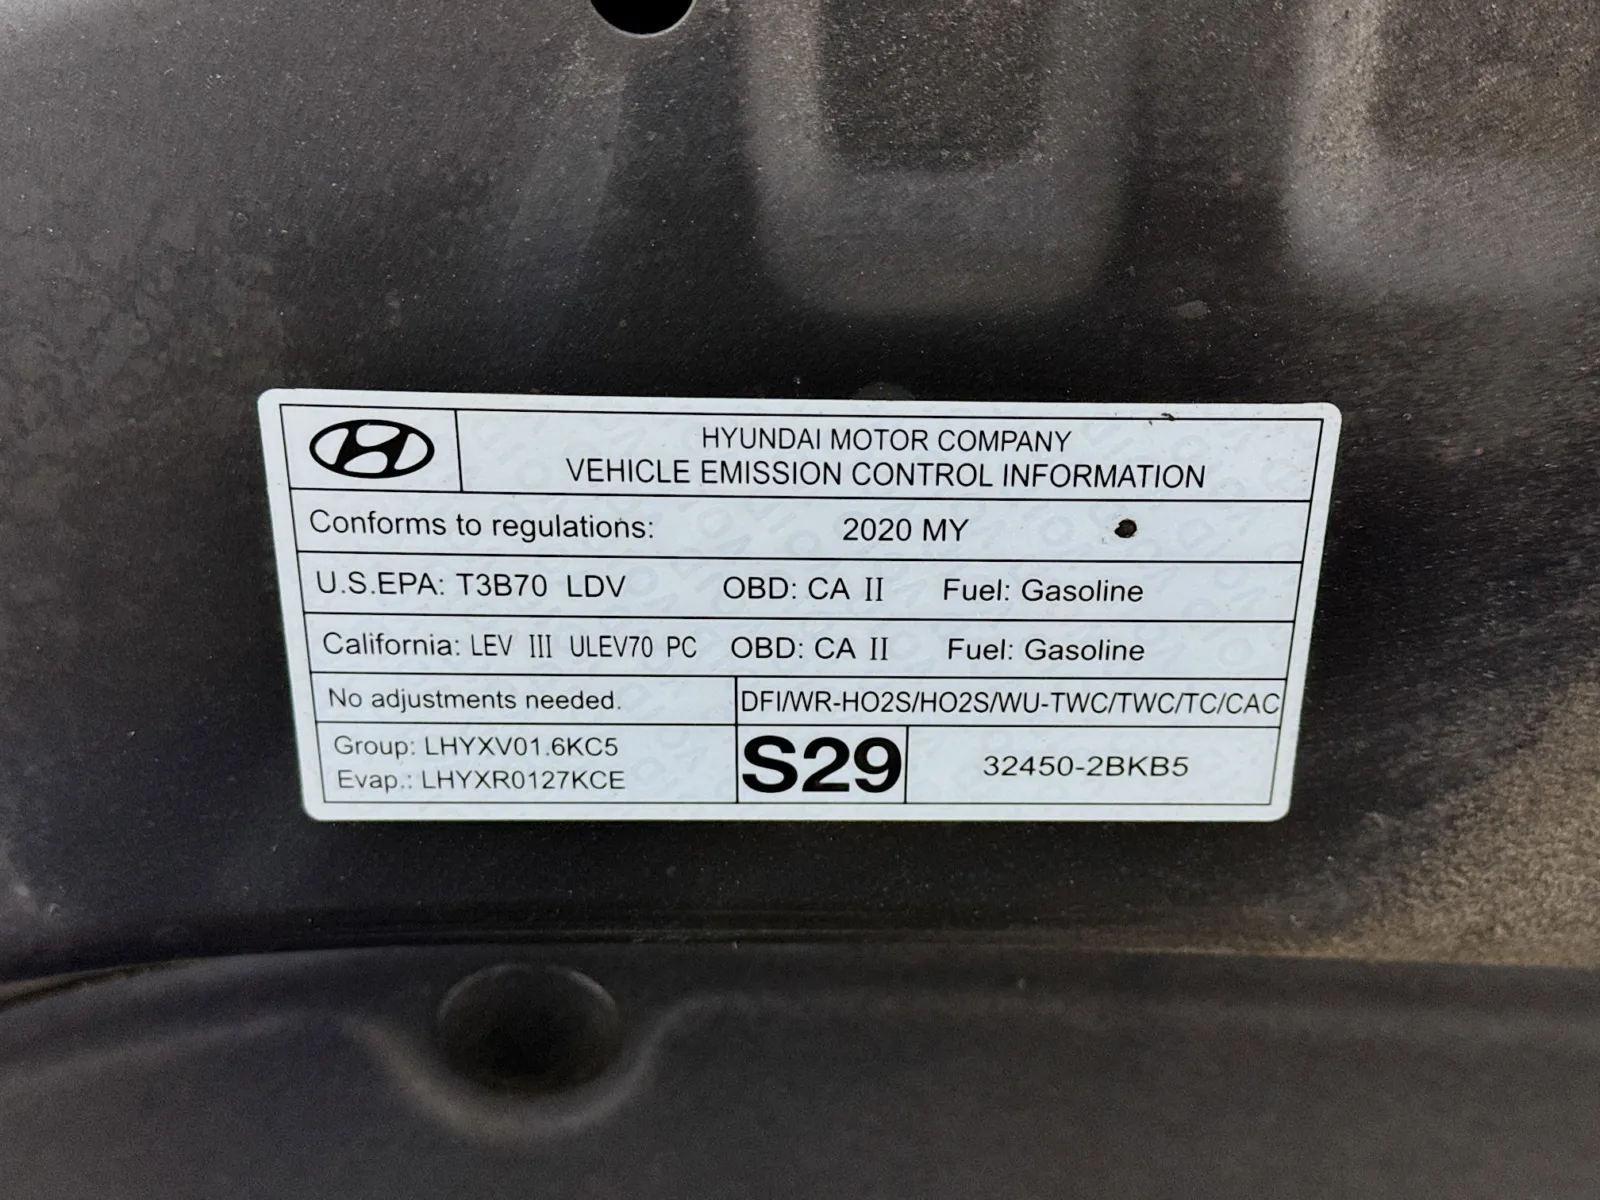 HYUNDAI MOTOR COMPANY
VEHICLE EMISSION CONTROL INFORMATION
Conforms to regulations: 2020 MY
U.S.EPA: T3B70 LDV OBD: CA II Fuel: Gasoline
California: LEV III ULEV70 PC OBD: CA II Fuel: Gasoline
No adjustments needed. DFI/WR-HO2S/HO2S/WU-TWC/TWC/TC/CAC
Group: LHYXV01.6KC5
Evap.: LHYXR0127KCE
S29
32450-2BKB5